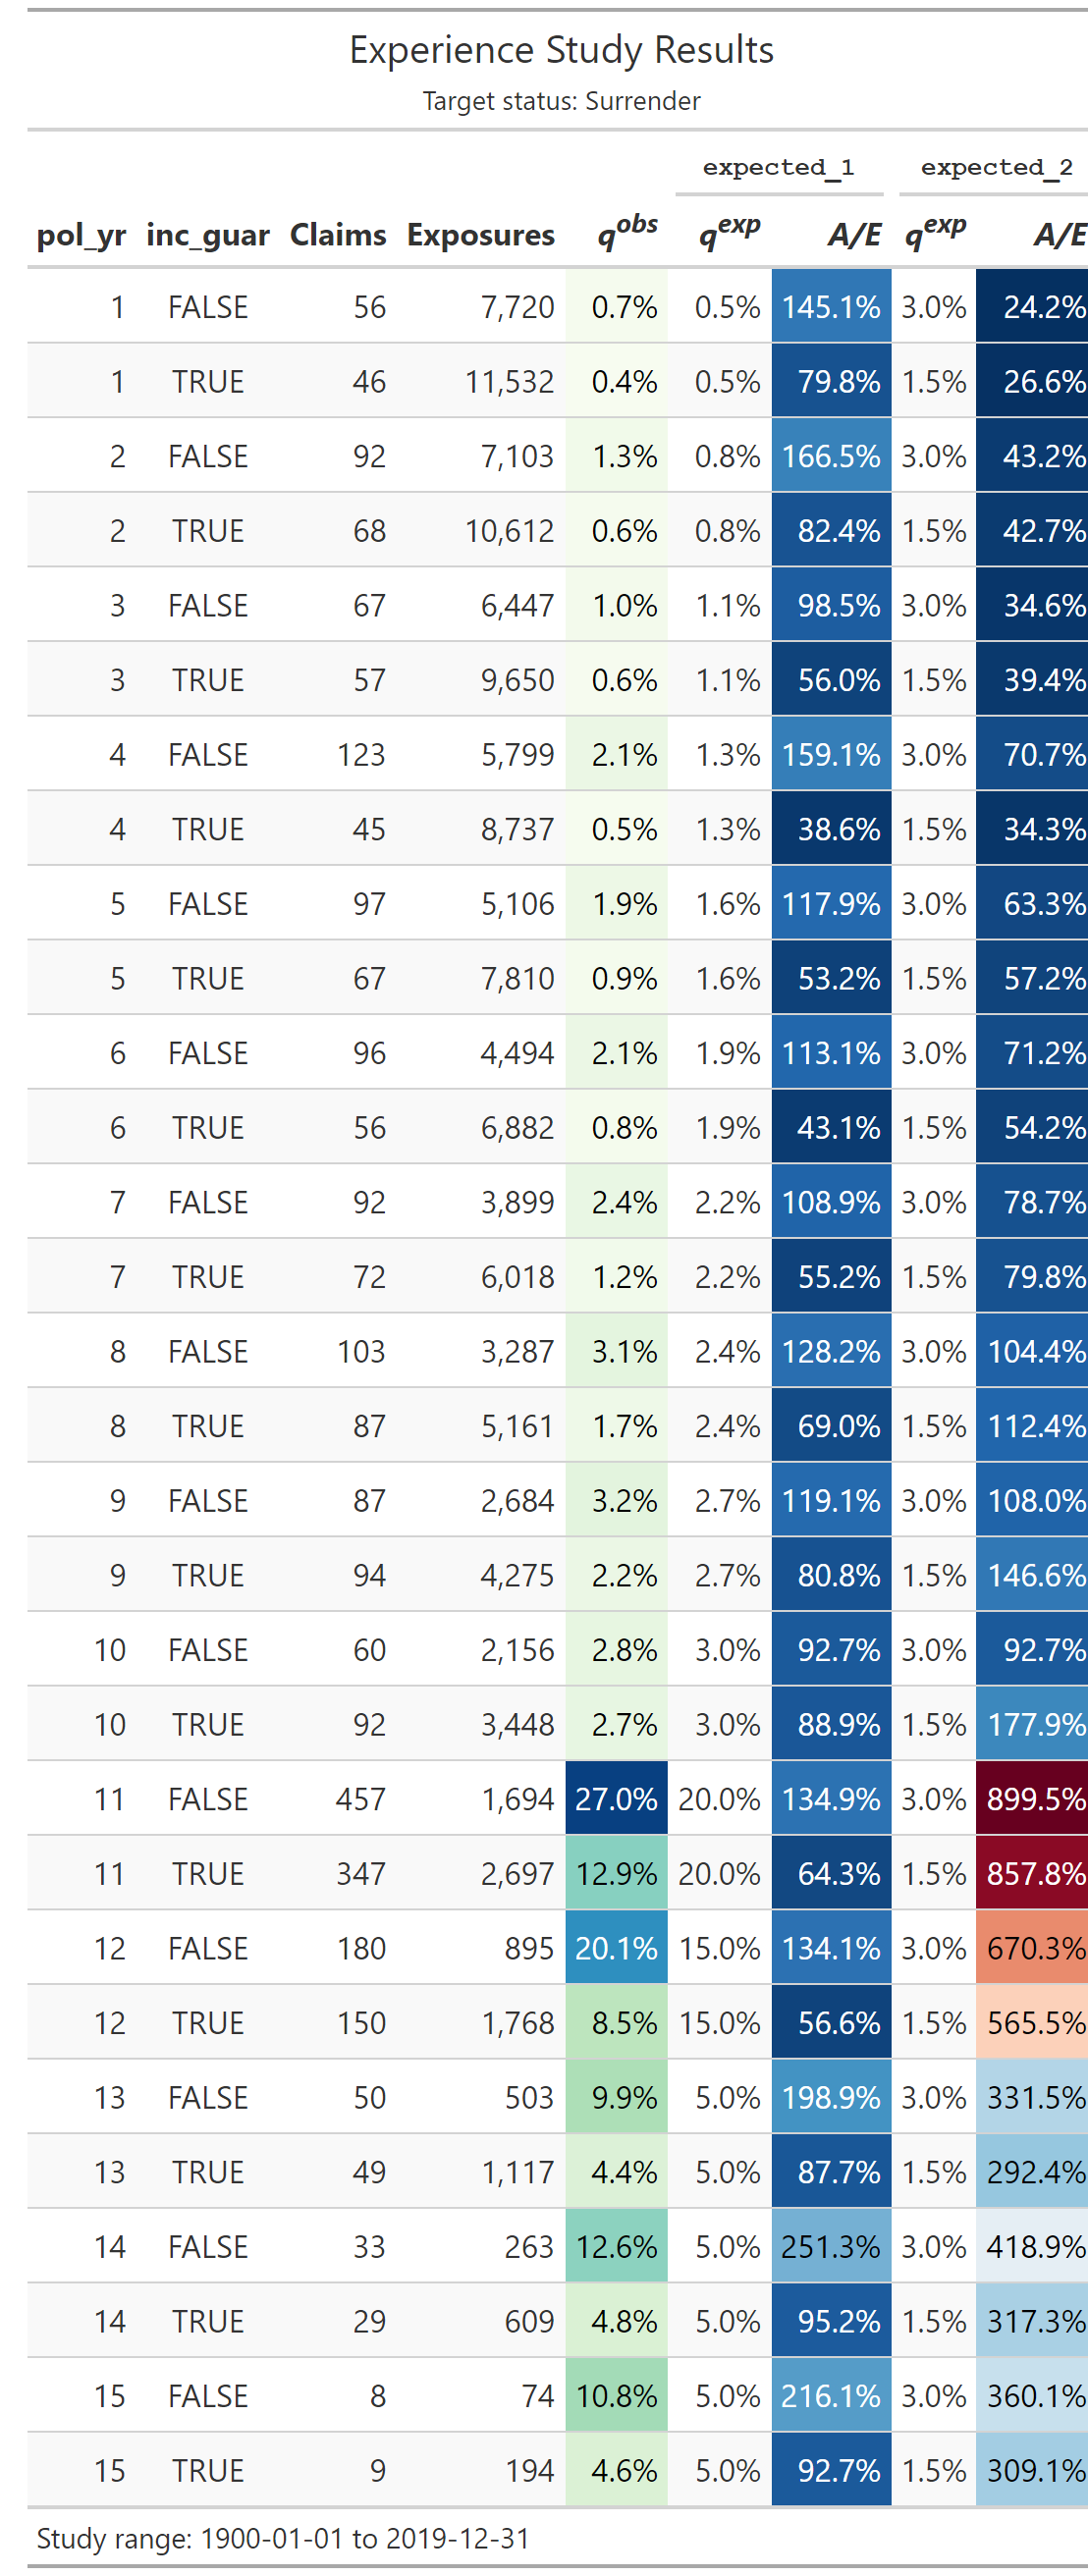 Experience Study Results
Target status: Surrender
expected_1 expected_2
pol_yr inc_guar Claims Exposures q^obs q^exp A/E q^exp A/E
1 FALSE 56 7,720 0.7% 0.5% 145.1% 3.0% 24.2%
1 TRUE 46 11,532 0.4% 0.5% 79.8% 1.5% 26.6%
2 FALSE 92 7,103 1.3% 0.8% 166.5% 3.0% 43.2%
2 TRUE 68 10,612 0.6% 0.8% 82.4% 1.5% 42.7%
3 FALSE 67 6,447 1.0% 1.1% 98.5% 3.0% 34.6%
3 TRUE 57 9,650 0.6% 1.1% 56.0% 1.5% 39.4%
4 FALSE 123 5,799 2.1% 1.3% 159.1% 3.0% 70.7%
4 TRUE 45 8,737 0.5% 1.3% 38.6% 1.5% 34.3%
5 FALSE 97 5,106 1.9% 1.6% 117.9% 3.0% 63.3%
5 TRUE 67 7,810 0.9% 1.6% 53.2% 1.5% 57.2%
6 FALSE 96 4,494 2.1% 1.9% 113.1% 3.0% 71.2%
6 TRUE 56 6,882 0.8% 1.9% 43.1% 1.5% 54.2%
7 FALSE 92 3,899 2.4% 2.2% 108.9% 3.0% 78.7%
7 TRUE 72 6,018 1.2% 2.2% 55.2% 1.5% 79.8%
8 FALSE 103 3,287 3.1% 2.4% 128.2% 3.0% 104.4%
8 TRUE 87 5,161 1.7% 2.4% 69.0% 1.5% 112.4%
9 FALSE 87 2,684 3.2% 2.7% 119.1% 3.0% 108.0%
9 TRUE 94 4,275 2.2% 2.7% 80.8% 1.5% 146.6%
10 FALSE 60 2,156 2.8% 3.0% 92.7% 3.0% 92.7%
10 TRUE 92 3,448 2.7% 3.0% 88.9% 1.5% 177.9%
11 FALSE 457 1,694 27.0% 20.0% 134.9% 3.0% 899.5%
11 TRUE 347 2,697 12.9% 20.0% 64.3% 1.5% 857.8%
12 FALSE 180 895 20.1% 15.0% 134.1% 3.0% 670.3%
12 TRUE 150 1,768 8.5% 15.0% 56.6% 1.5% 565.5%
13 FALSE 50 503 9.9% 5.0% 198.9% 3.0% 331.5%
13 TRUE 49 1,117 4.4% 5.0% 87.7% 1.5% 292.4%
14 FALSE 33 263 12.6% 5.0% 251.3% 3.0% 418.9%
14 TRUE 29 609 4.8% 5.0% 95.2% 1.5% 317.3%
15 FALSE 8 74 10.8% 5.0% 216.1% 3.0% 360.1%
15 TRUE 9 194 4.6% 5.0% 92.7% 1.5% 309.1%
Study range: 1900-01-01 to 2019-12-31